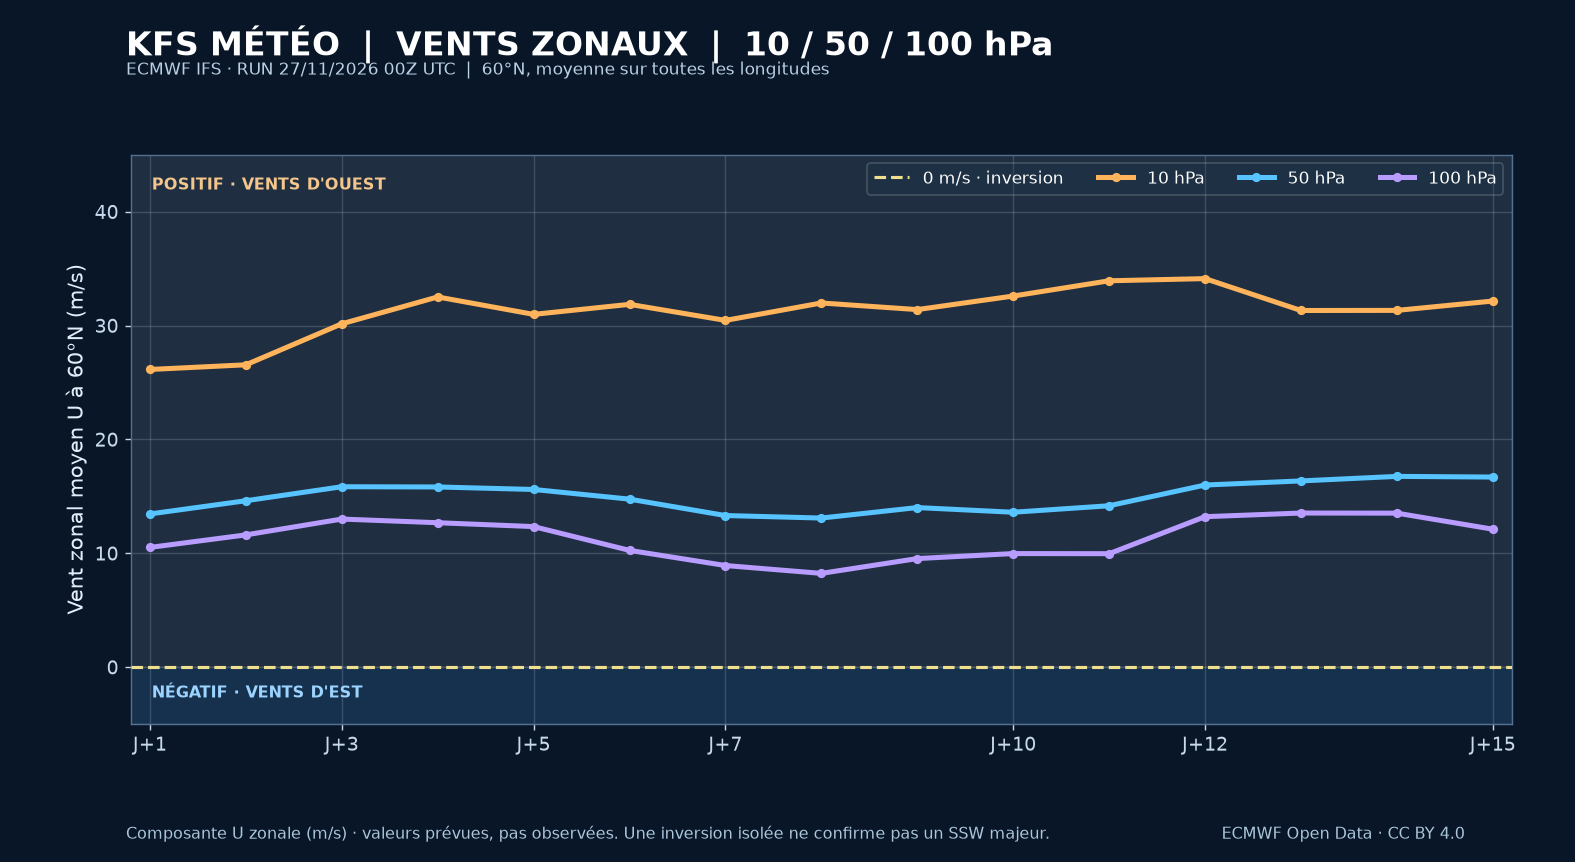 KFS MÉTÉO | VENTS ZONAUX | 10 / 50 / 100 hPa
ECMWF IFS · RUN 27/11/2026 00Z UTC | 60°N, moyenne sur toutes les longitudes
POSITIF · VENTS D'OUEST
0 m/s · inversion
10 hPa
50 hPa
100 hPa
Vent zonal moyen U à 60°N (m/s)
40
30
20
10
0
NÉGATIF · VENTS D'EST
J+1
J+3
J+5
J+7
J+10
J+12
J+15
Composante U zonale (m/s) · valeurs prévues, pas observées. Une inversion isolée ne confirme pas un SSW majeur.
ECMWF Open Data · CC BY 4.0